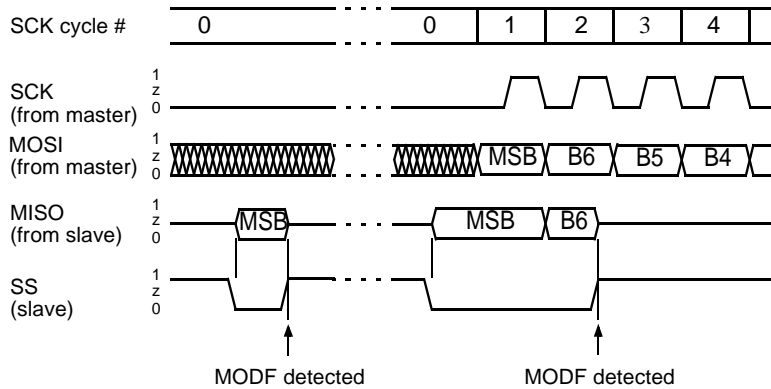 SCK cycle # 0 0 1 2 3 4
SCK
(from master)
1
z
0
MOSI
(from master)
1
z
0
MSB B6 B5 B4
MISO
(from slave)
1
z
0
MSB MSB B6
SS
(slave)
1
z
0
MODF detected MODF detected